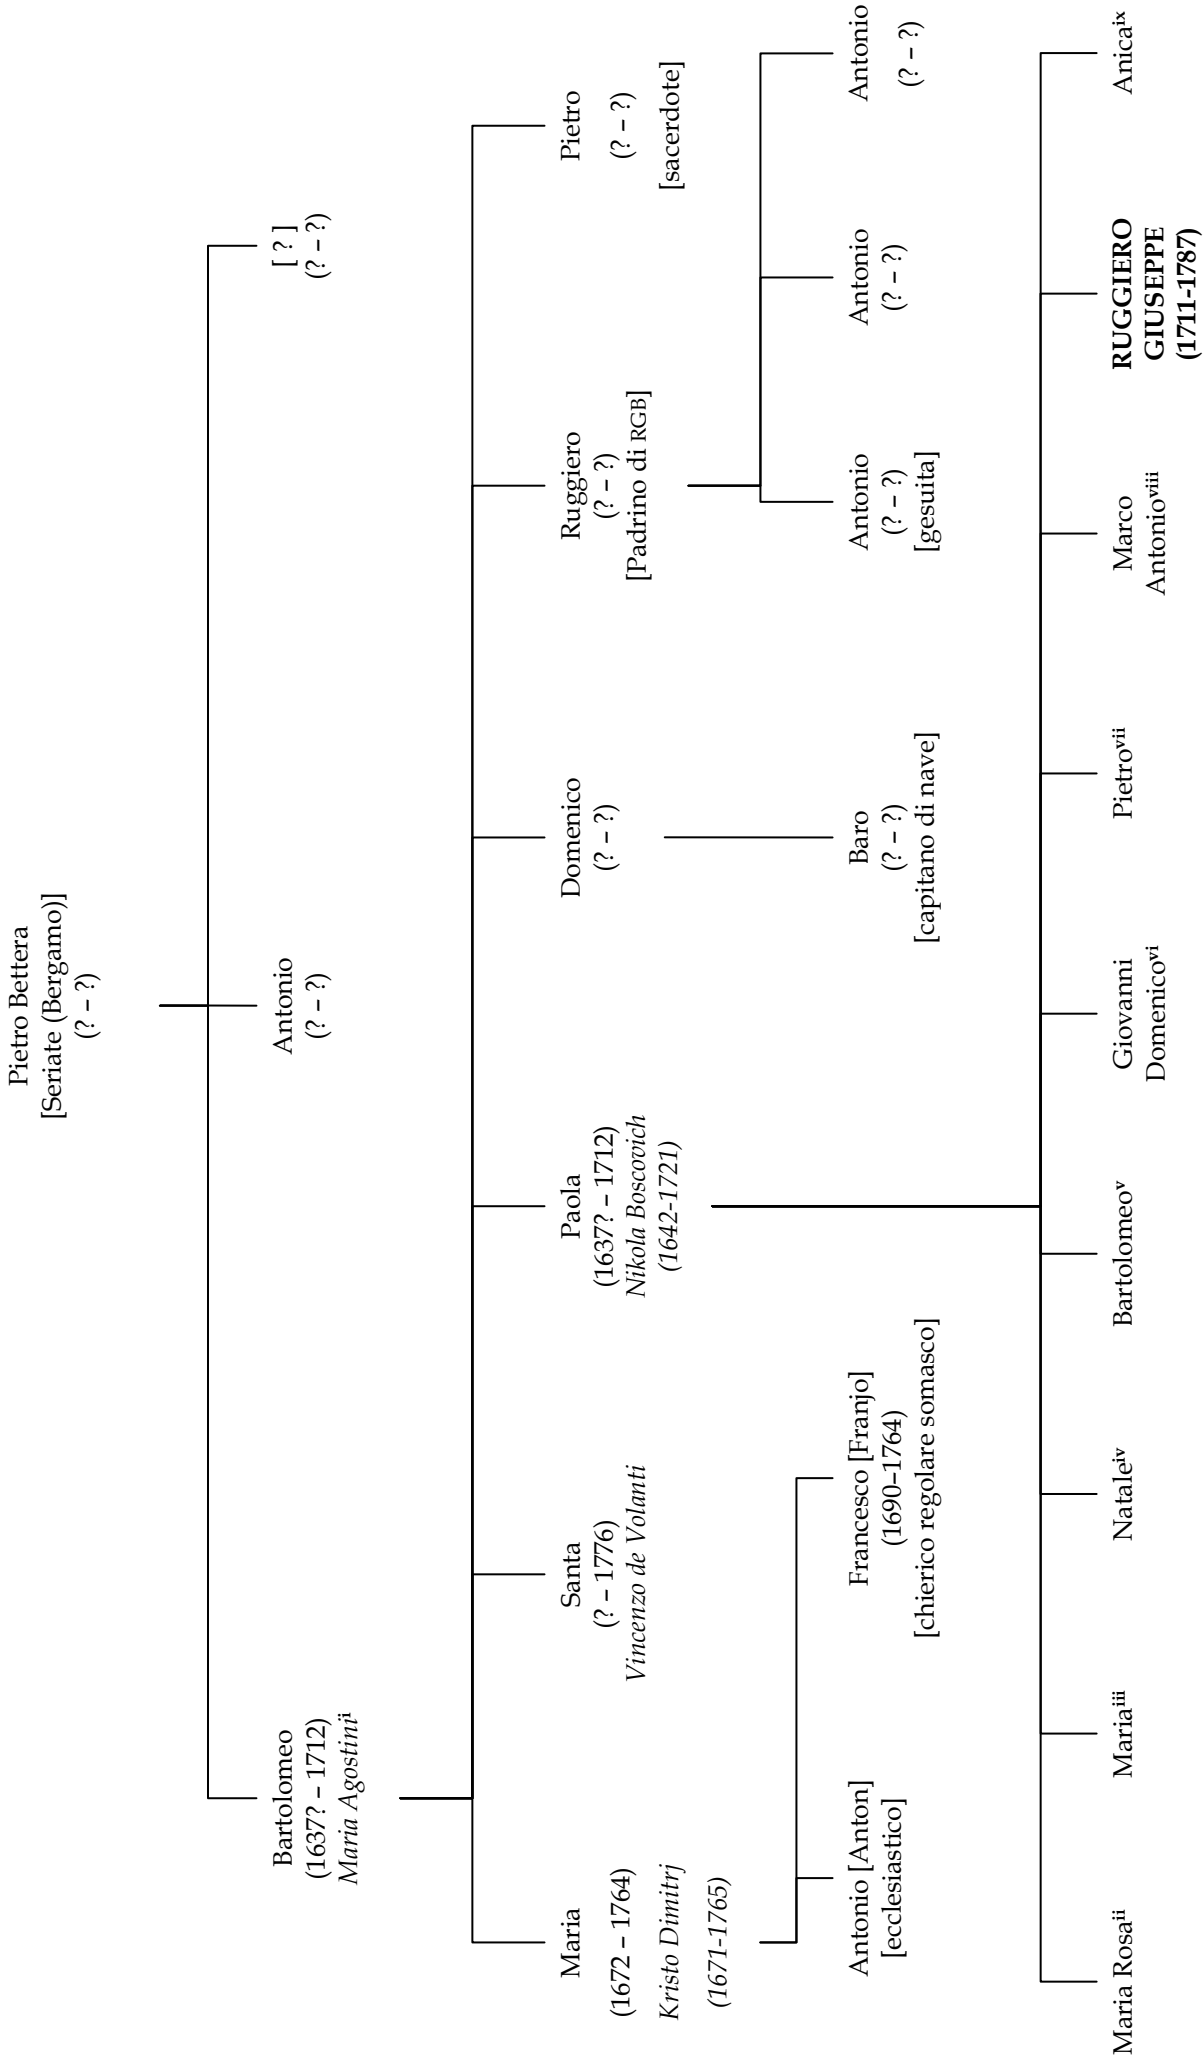 Pietro Bettera
[Seriate (Bergamo)]
(? – ?)
Bartolomeo
(1637? – 1712)
Maria Agostiniⁱ
Antonio
(? – ?)
[ ? ]
(? – ?)
Maria
(1672 – 1764)
Kristo Dimitrj
(1671-1765)
Santa
(? – 1776)
Vincenzo de Volanti
Paola
(1637? – 1712)
Nikola Boscovich
(1642-1721)
Domenico
(? – ?)
Ruggiero
(? – ?)
[Padrino di RGB]
Pietro
(? – ?)
[sacerdote]
Antonio [Anton]
[ecclesiastico]
Francesco [Franjo]
(1690–1764)
[chierico regolare somasco]
Baro
(? – ?)
[capitano di nave]
Antonio
(? – ?)
[gesuita]
Antonio
(? – ?)
Antonio
(? – ?)
Maria Rosaⁱⁱ
Mariaⁱⁱⁱ
Nataleⁱᵛ
Bartolomeoᵛ
Giovanni
Domenicoᵛⁱ
Pietroᵛⁱⁱ
Marco
Antonioᵛⁱⁱⁱ
RUGGIERO
GIUSEPPE
(1711-1787)
Anicaⁱˣ